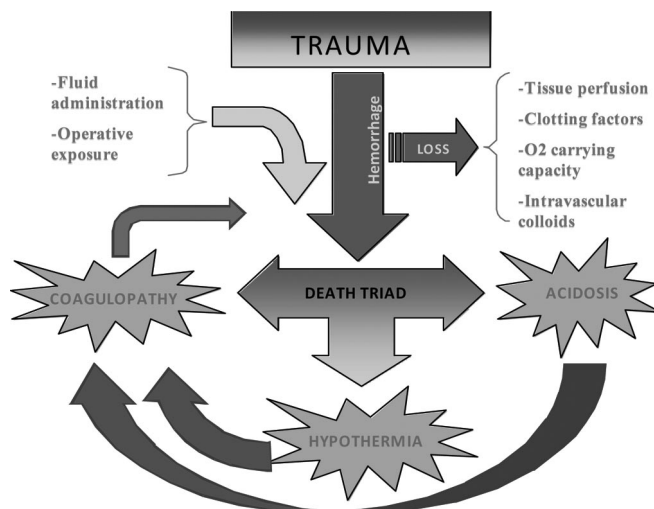 TRAUMA
-Fluid
administration
-Operative
exposure
Hemorrhage
LOSS
-Tissue perfusion
-Clotting factors
-O2 carrying
capacity
-Intravascular
colloids
COAGULOPATHY
DEATH TRIAD
ACIDOSIS
HYPOTHERMIA